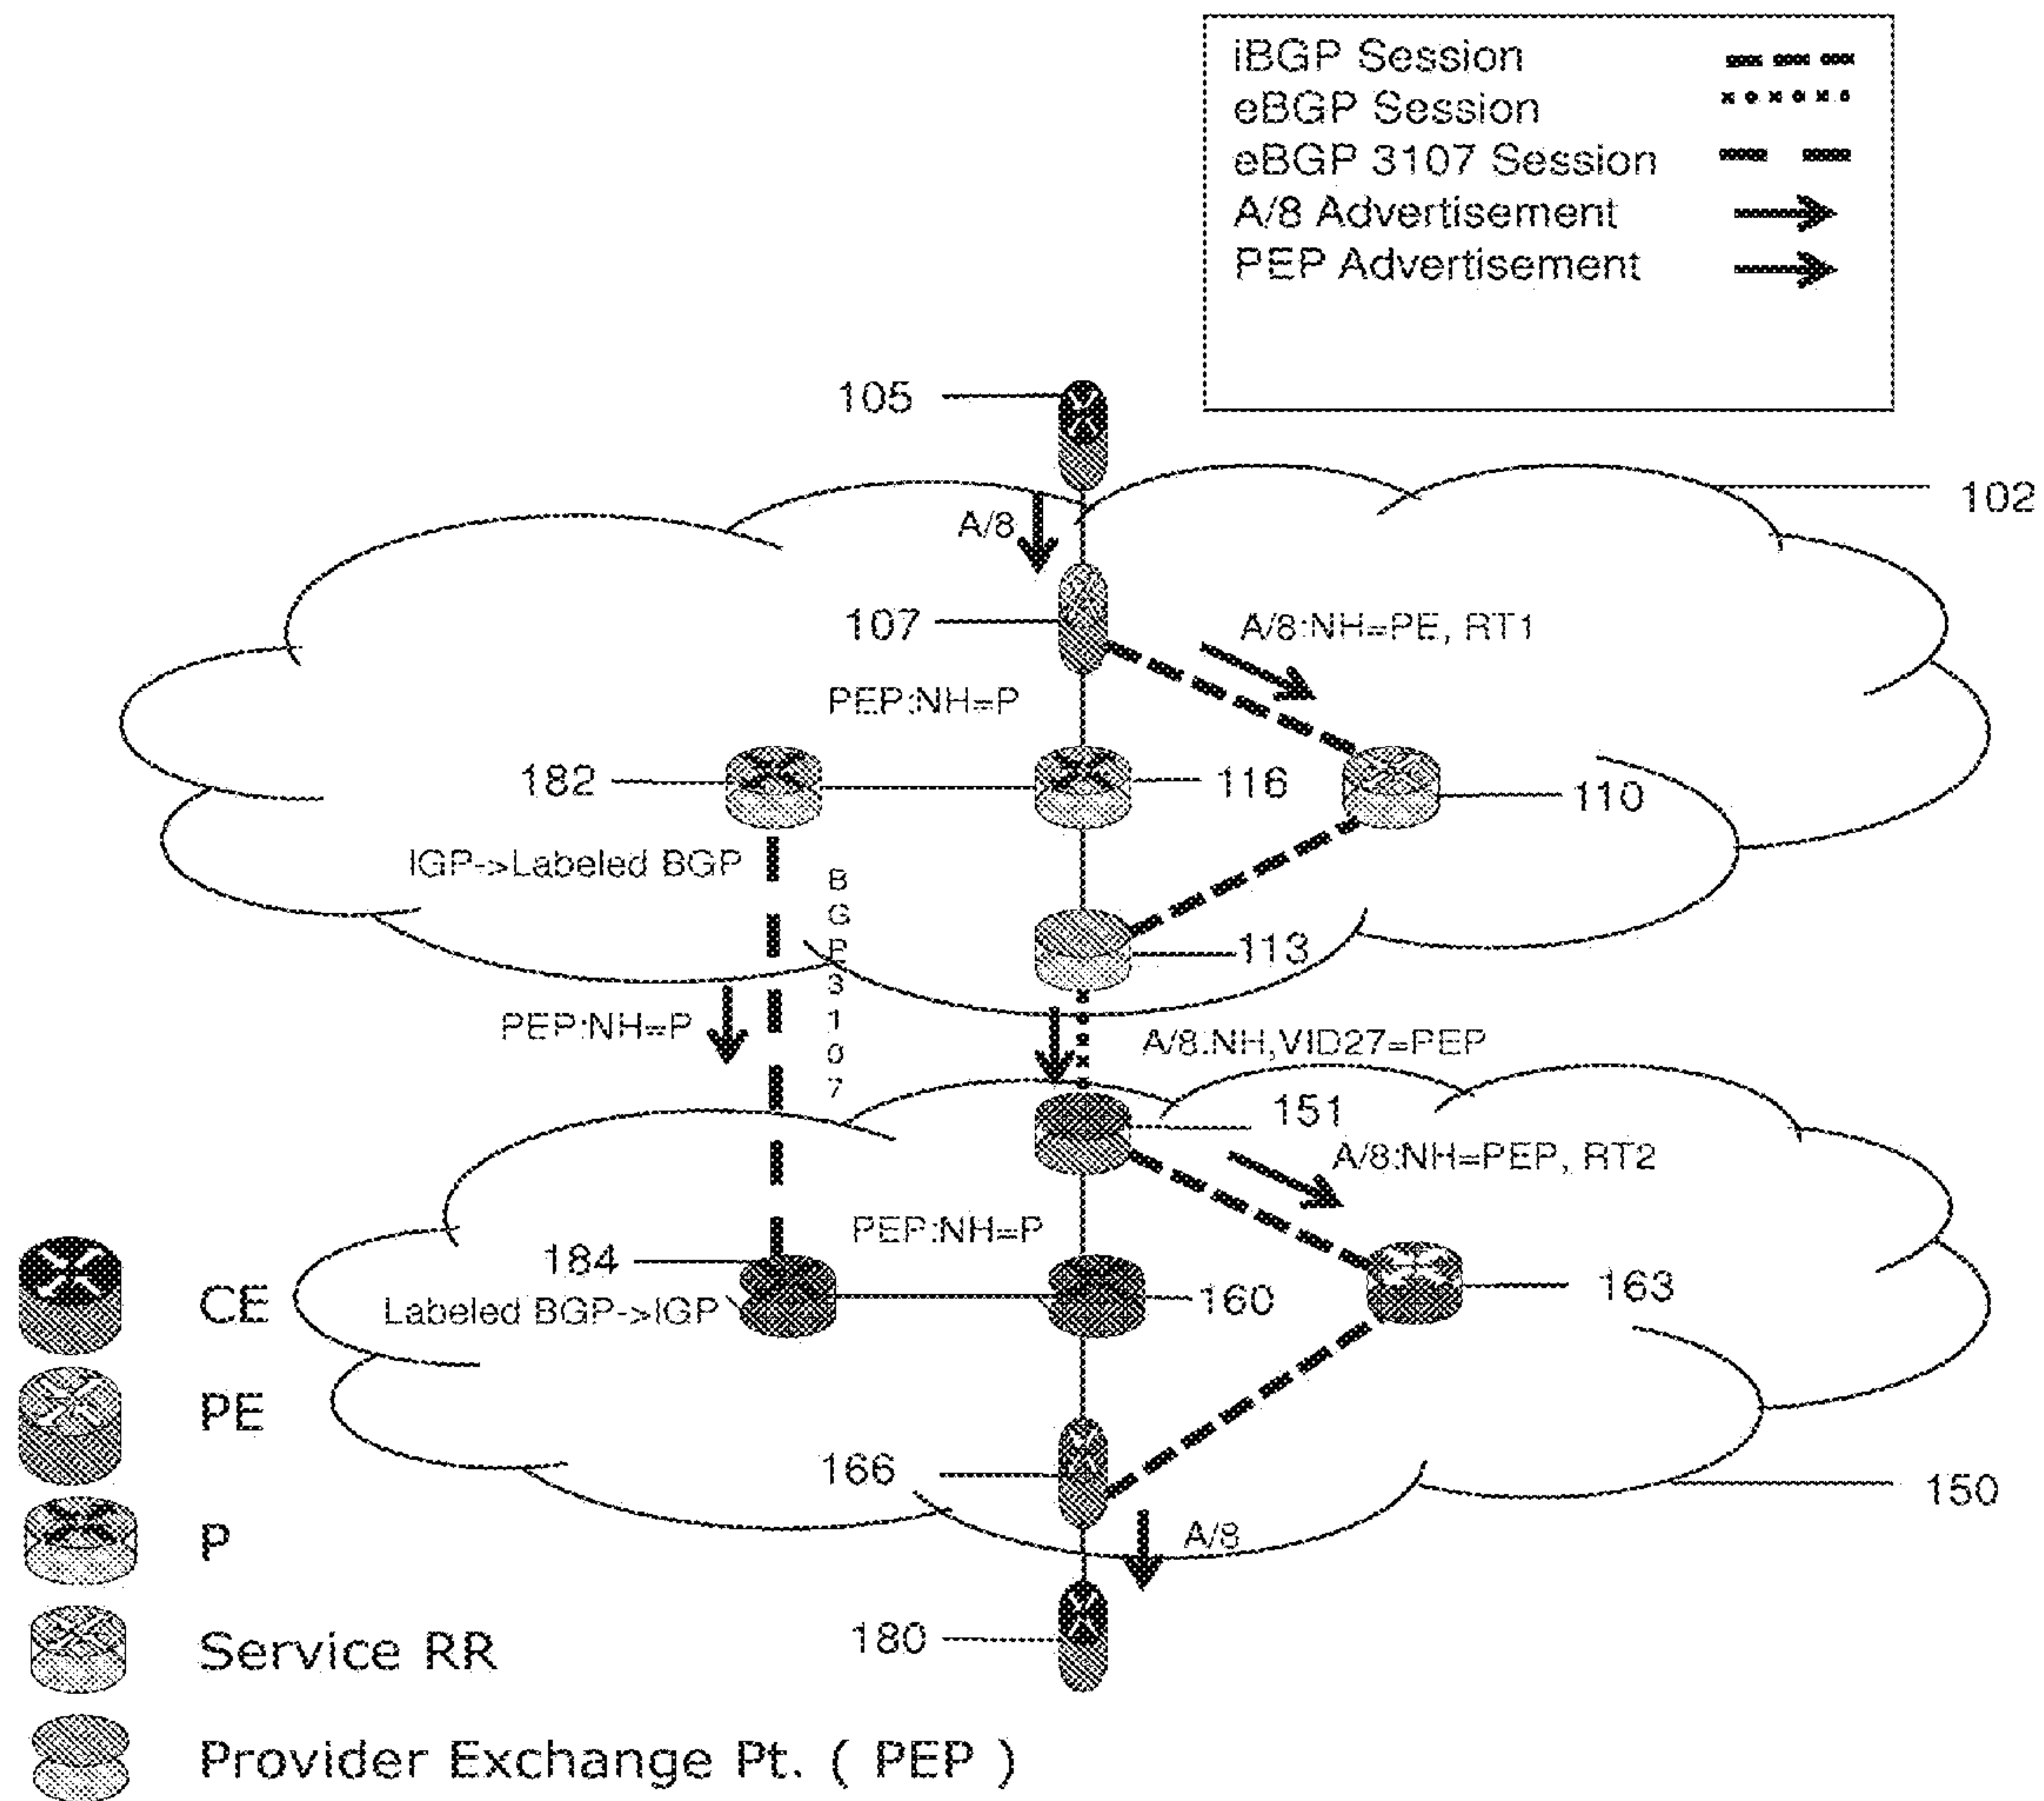 iBGP Session
eBGP Session
eBGP 3107 Session
A/8 Advertisement
PEP Advertisement
105
102
A/8
107
A/8:NH=PE, RT1
PEP:NH=P
182
116
110
IGP->Labeled BGP
B
G
P
3
1
0
7
113
PEP:NH=P
A/8:NH,VID27=PEP
151
A/8:NH=PEP, RT2
PEP:NH=P
184
160
163
Labeled BGP->IGP
CE
PE
166
150
A/8
P
180
Service RR
Provider Exchange Pt. ( PEP )